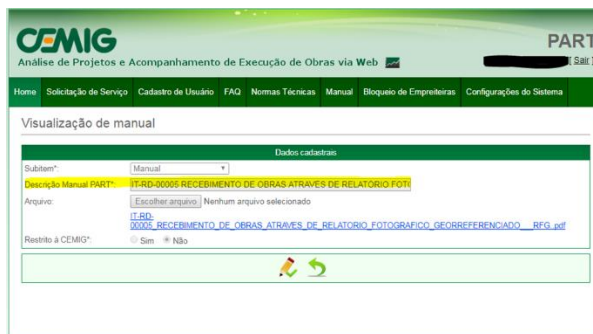 CEMIG
PART
Análise de Projetos e Acompanhamento de Execução de Obras via Web
[ Sair ]
Home Solicitação de Serviço Cadastro de Usuário FAQ Normas Técnicas Manual Bloqueio de Empreiteiras Configurações do Sistema
Visualização de manual
Dados cadastrais
Subitem*: Manual
Descrição Manual PART*: IT-RD-00005 RECEBIMENTO DE OBRAS ATRAVES DE RELATORIO FOTO
Arquivo: Escolher arquivo Nenhum arquivo selecionado
IT-RD-
00005_RECEBIMENTO_DE_OBRAS_ATRAVES_DE_RELATORIO_FOTOGRAFICO_GEORREFERENCIADO___RFG_.pdf
Restrito à CEMIG*: Sim Não